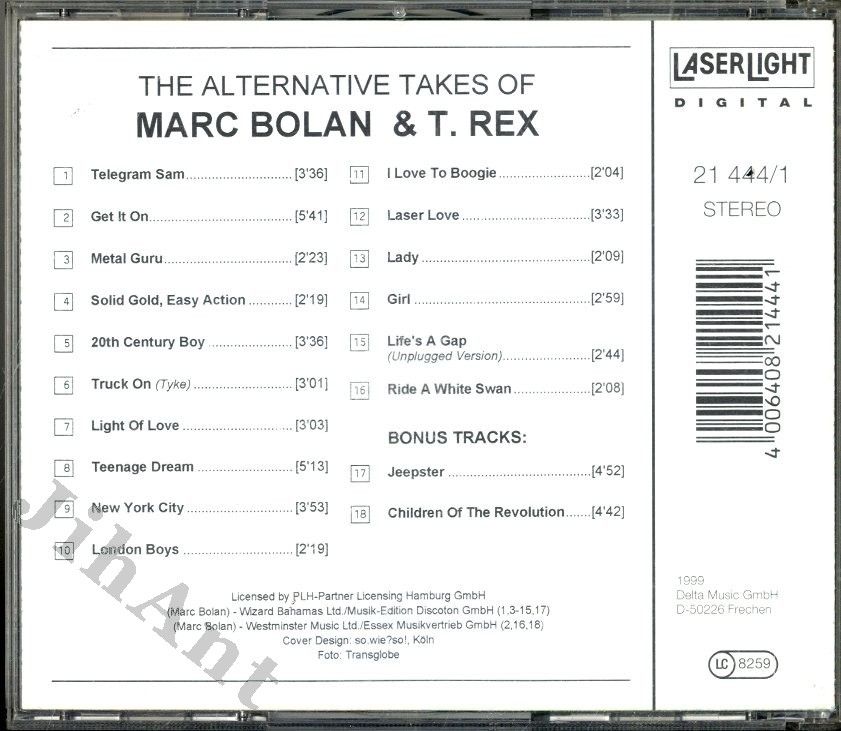 THE ALTERNATIVE TAKES OF
MARC BOLAN & T. REX
1 Telegram Sam [3'36]
2 Get It On [5'41]
3 Metal Guru [2'23]
4 Solid Gold, Easy Action [2'19]
5 20th Century Boy [3'36]
6 Truck On (Tyke) [3'01]
7 Light Of Love [3'03]
8 Teenage Dream [5'13]
9 New York City [3'53]
10 London Boys [2'19]
11 I Love To Boogie [2'04]
12 Laser Love [3'33]
13 Lady [2'09]
14 Girl [2'59]
15 Life's A Gap
(Unplugged Version) [2'44]
16 Ride A White Swan [2'08]
BONUS TRACKS:
17 Jeepster [4'52]
18 Children Of The Revolution [4'42]
Licensed by PLH-Partner Licensing Hamburg GmbH
(Marc Bolan) - Wizard Bahamas Ltd./Musik-Edition Discoton GmbH (1,3-15,17)
(Marc Bolan) - Westminster Music Ltd./Essex Musikvertrieb GmbH (2,16,18)
Cover Design: so.wie?so!, Köln
Foto: Transglobe
LASERLIGHT
DIGITAL
21 444/1
STEREO
4 006408 214441
1999
Delta Music GmbH
D-50226 Frechen
LC 8259
JihAnt